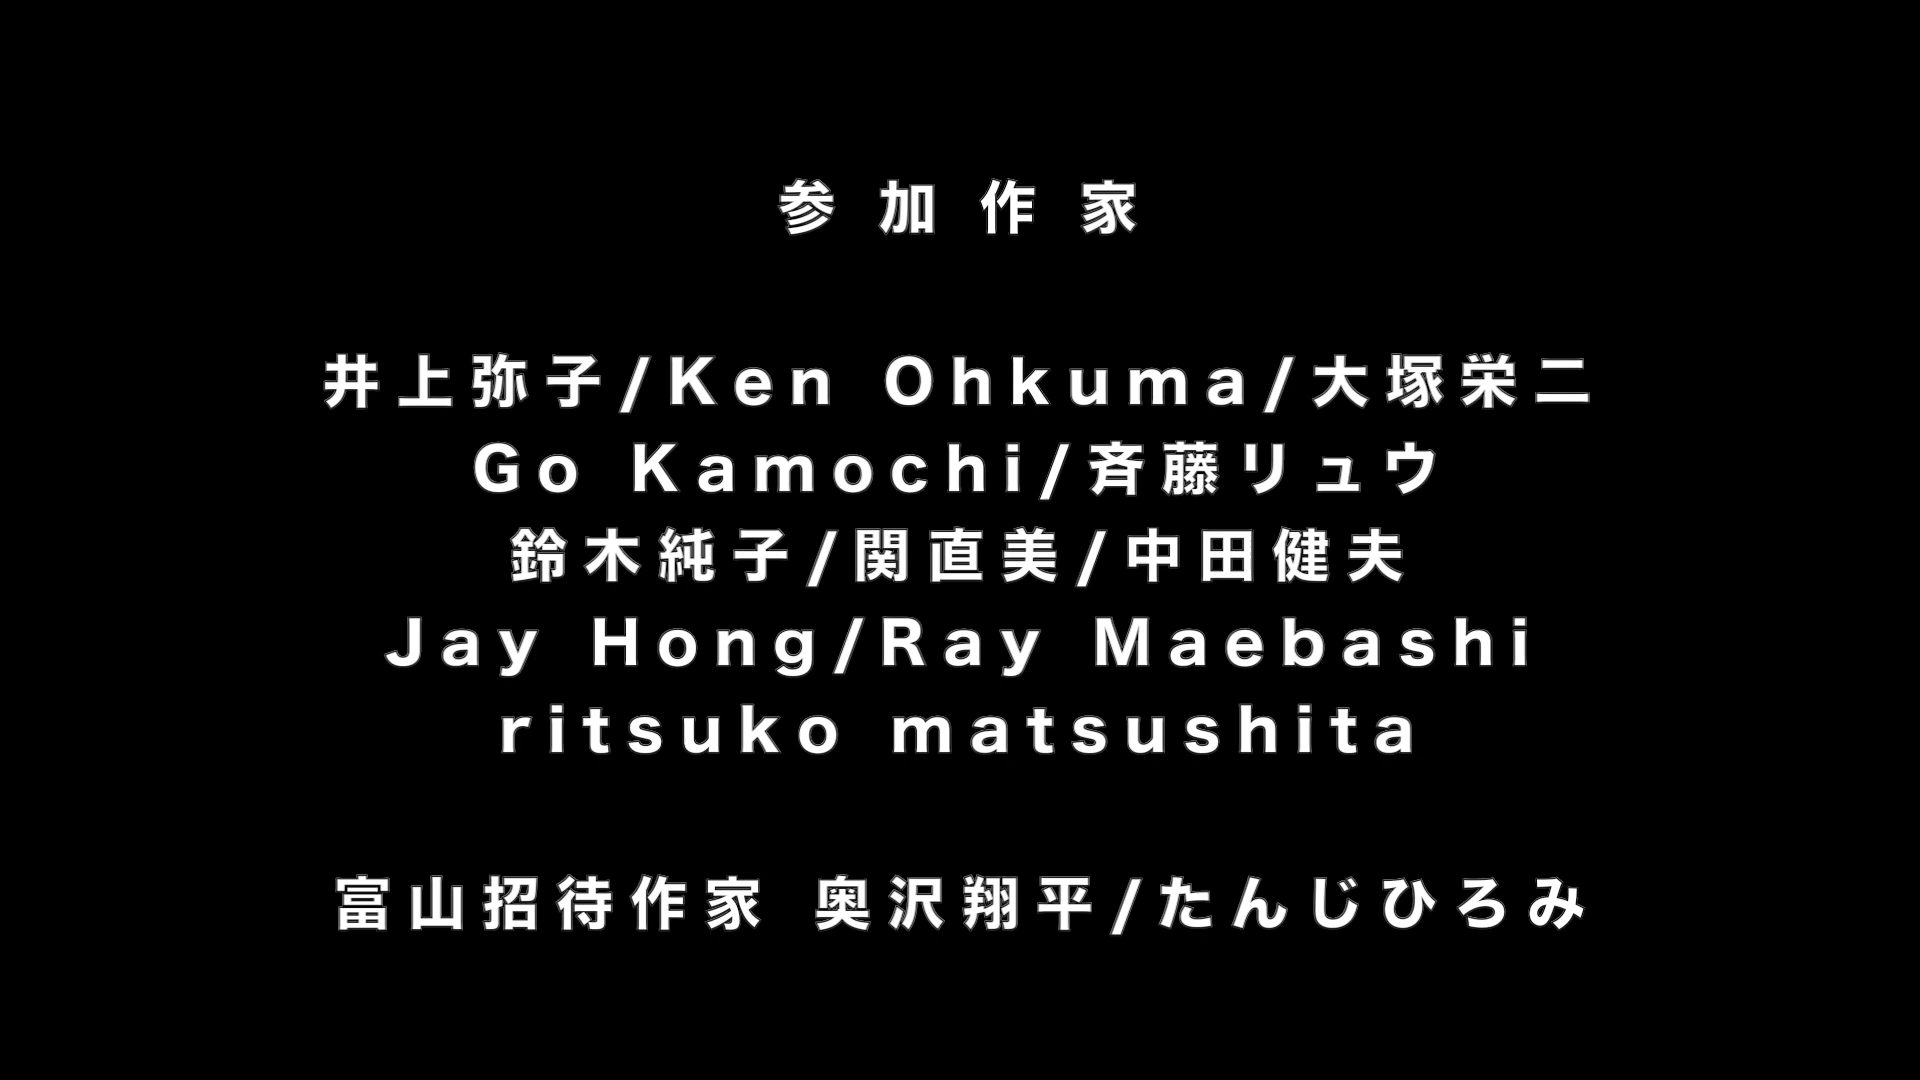 参加作家
井上弥子/Ken Ohkuma/大塚栄二
Go Kamochi/斉藤リュウ
鈴木純子/関直美/中田健夫
Jay Hong/Ray Maebashi
ritsuko matsushita
富山招待作家 奥沢翔平/たんじひろみ